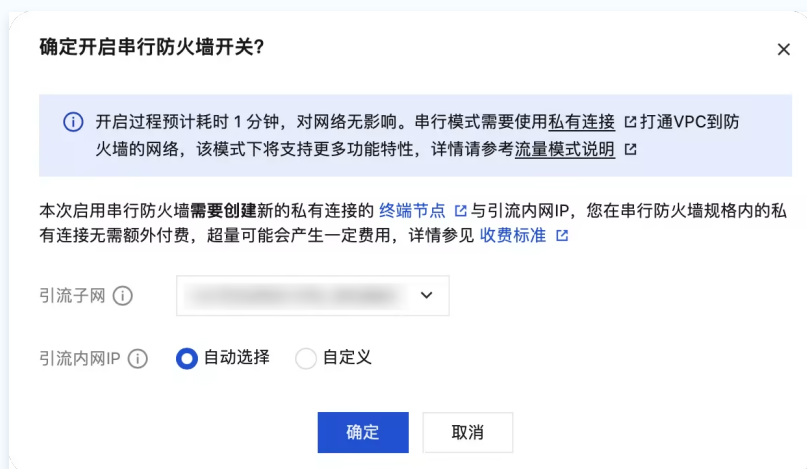 确定开启串行防火墙开关?
开启过程预计耗时 1 分钟，对网络无影响。串行模式需要使用私有连接 打通VPC到防
火墙的网络，该模式下将支持更多功能特性，详情请参考流量模式说明
本次启用串行防火墙需要创建新的私有连接的 终端节点 与引流内网IP，您在串行防火墙规格内的私
有连接无需额外付费，超量可能会产生一定费用，详情参见 收费标准
引流子网
引流内网IP 自动选择 自定义
确定 取消